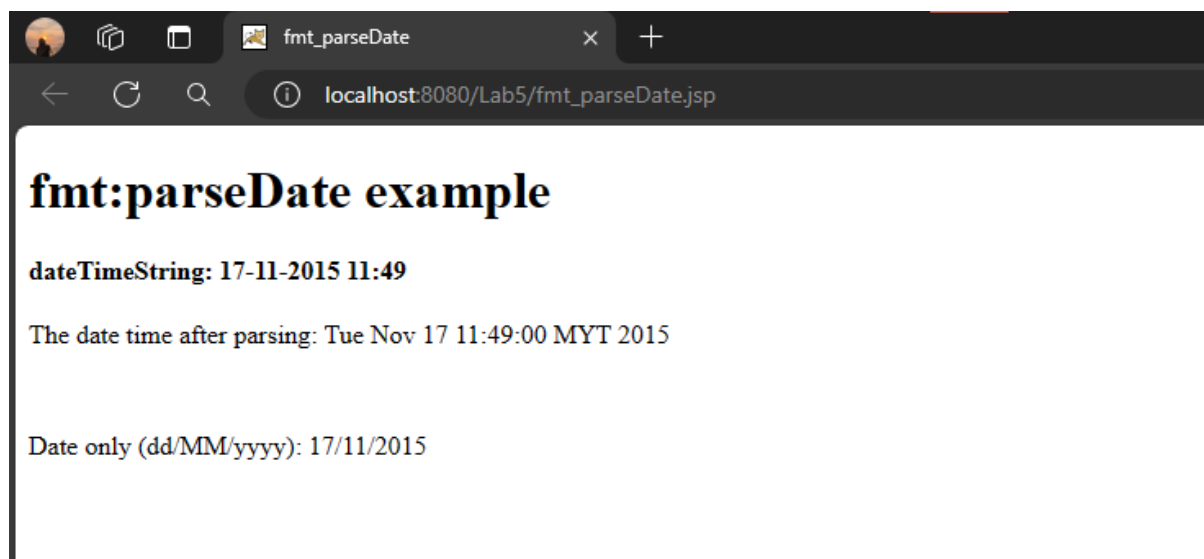 fmt_parseDate
localhost:8080/Lab5/fmt_parseDate.jsp
fmt:parseDate example
dateTimeString: 17-11-2015 11:49
The date time after parsing: Tue Nov 17 11:49:00 MYT 2015
Date only (dd/MM/yyyy): 17/11/2015